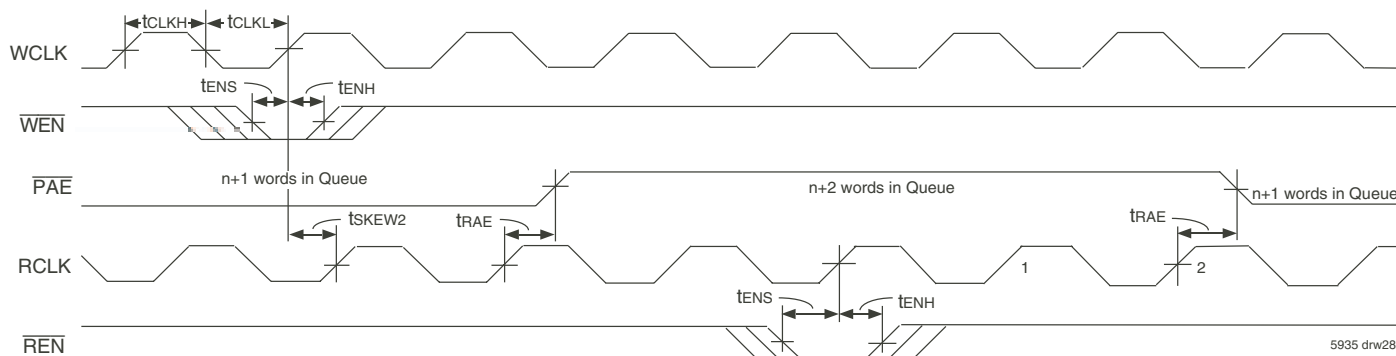 tCLKH tCLKL
WCLK
tENS tENH
WEN
n+1 words in Queue
PAE
n+2 words in Queue
n+1 words in Queue
tSKEW2
tRAE
tRAE
RCLK
1
2
tENS tENH
REN
5935 drw28